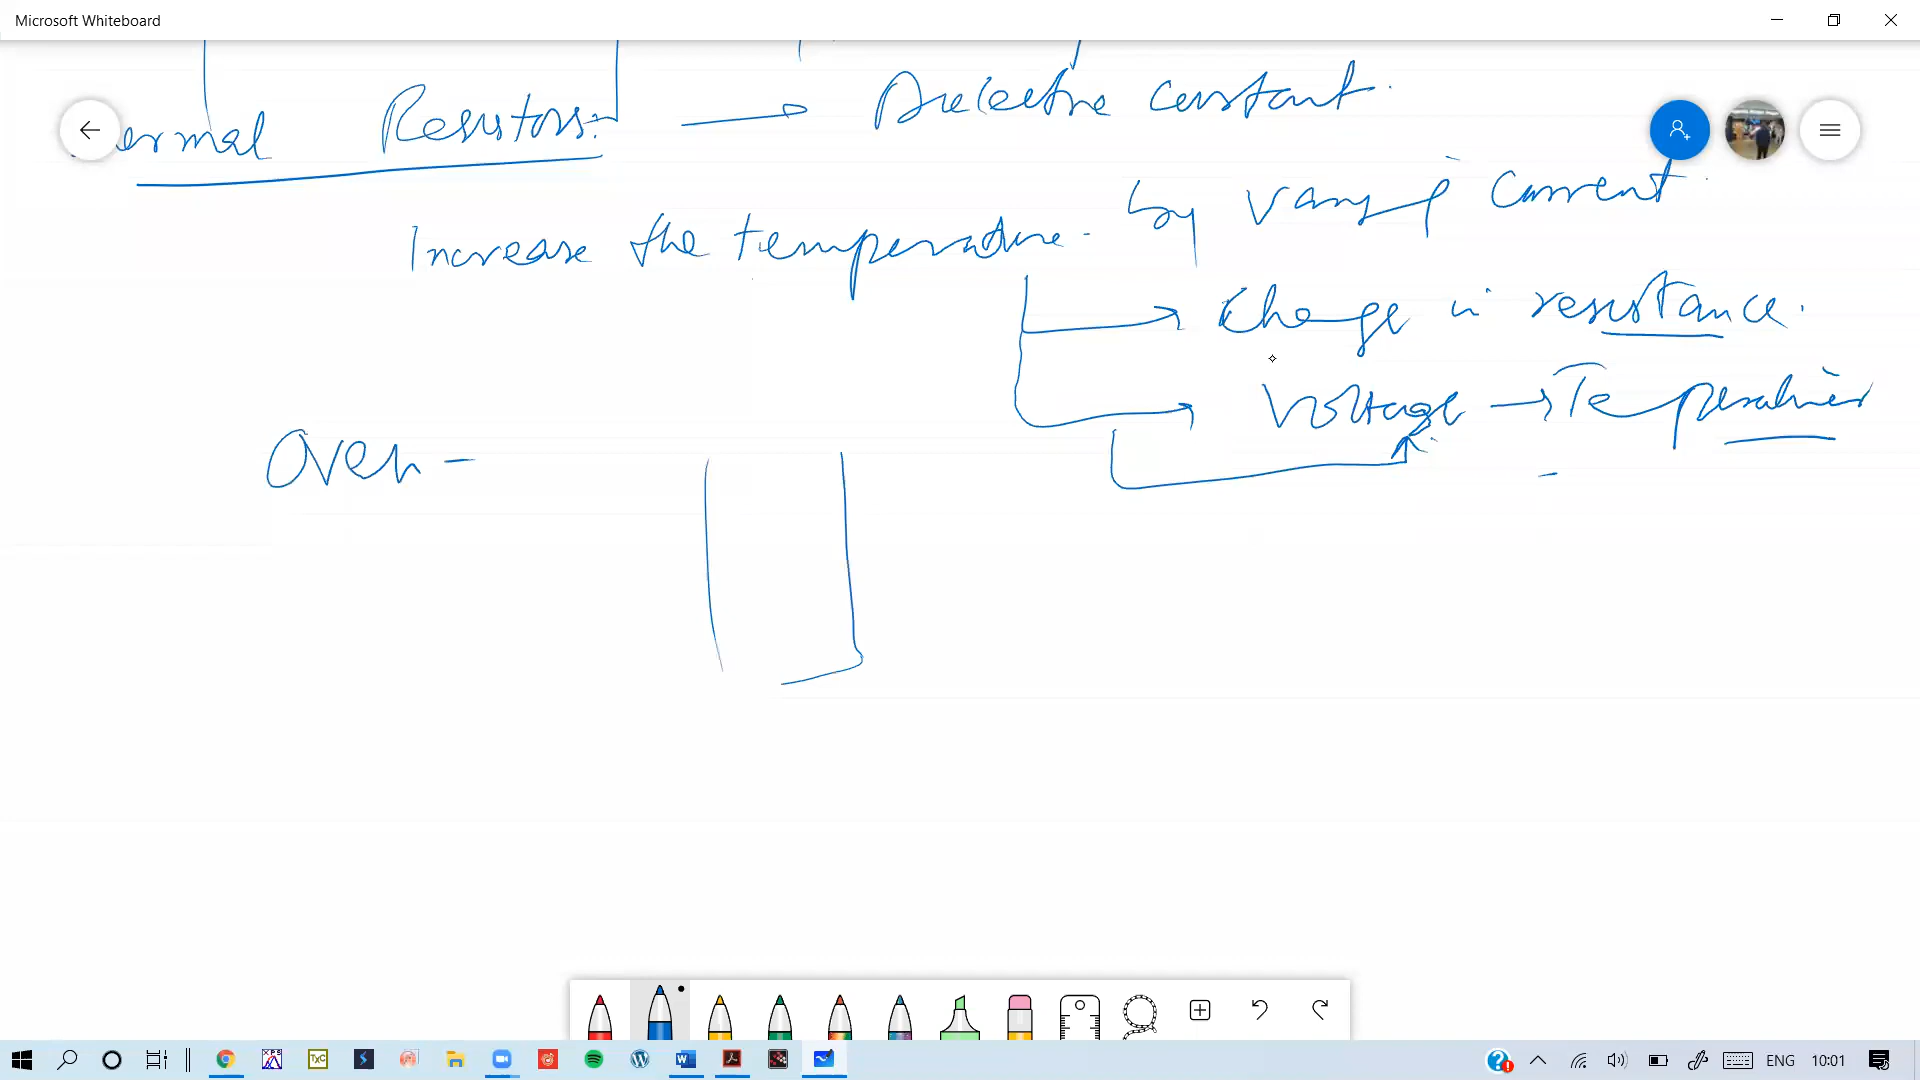 Microsoft Whiteboard
ermal Resistors:- → Dielectric constant.
Increase the temperature. by varying current.
→ Change in resistance.
→ Voltage → Temperature
Oven -
ENG 10:01